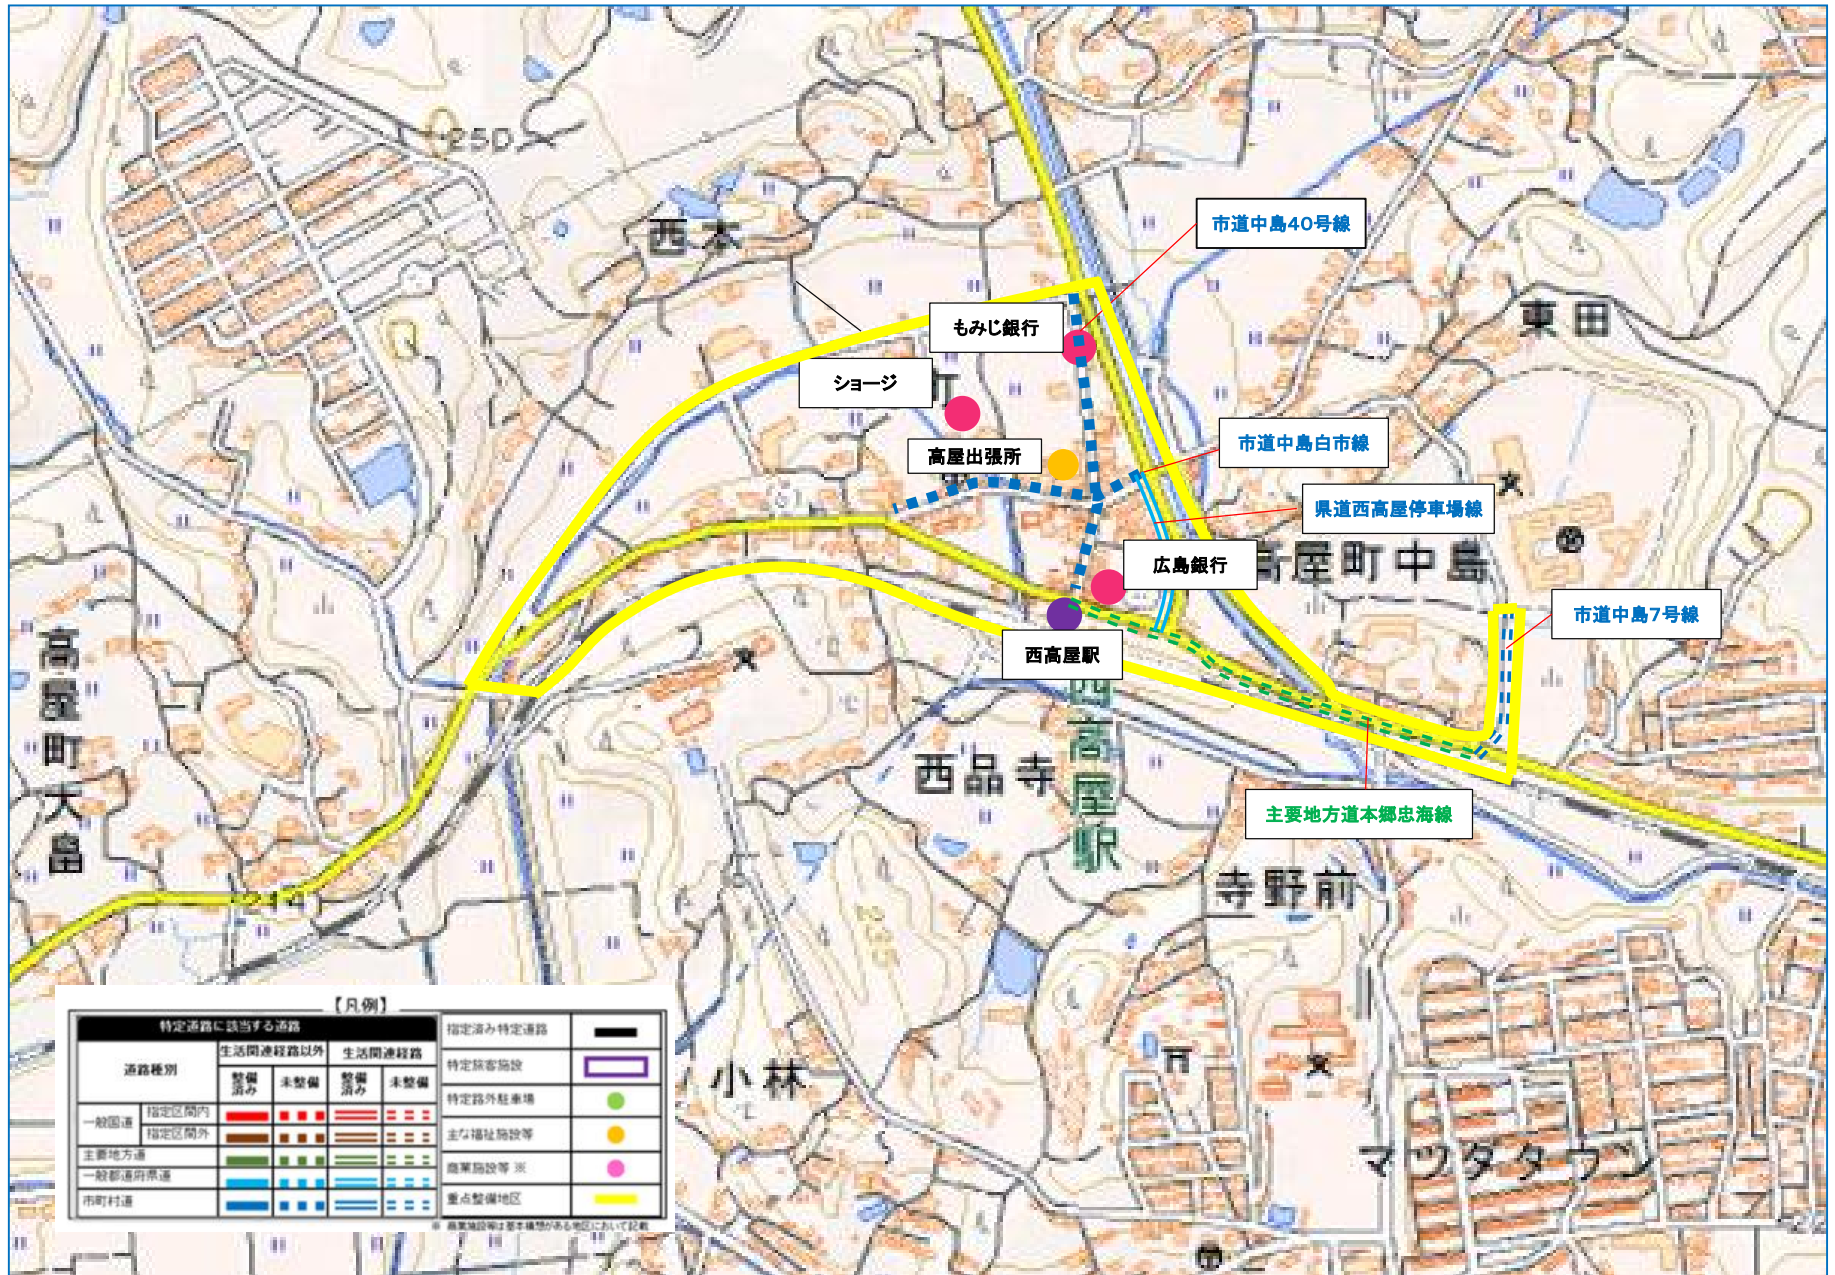 250
西本
市道中島40号線
東田
もみじ銀行
ショージ
町
高屋出張所
市道中島白市線
県道西高屋停車場線
広島銀行
高屋町中島
市道中島7号線
西高屋駅
西高屋駅
高屋町大畠
西品寺
主要地方道本郷忠海線
寺野前
235
214
小林
マツダタウン
【凡例】
特定道路に該当する道路
道路種別
生活関連経路以外
生活関連経路
整備済み
未整備
整備済み
未整備
一般国道
指定区間内
指定区間外
主要地方道
一般都道府県道
市町村道
指定済み特定道路
特定旅客施設
特定路外駐車場
主な福祉施設等
商業施設等 ※
重点整備地区
※ 商業施設等は基本構想がある地区において記載